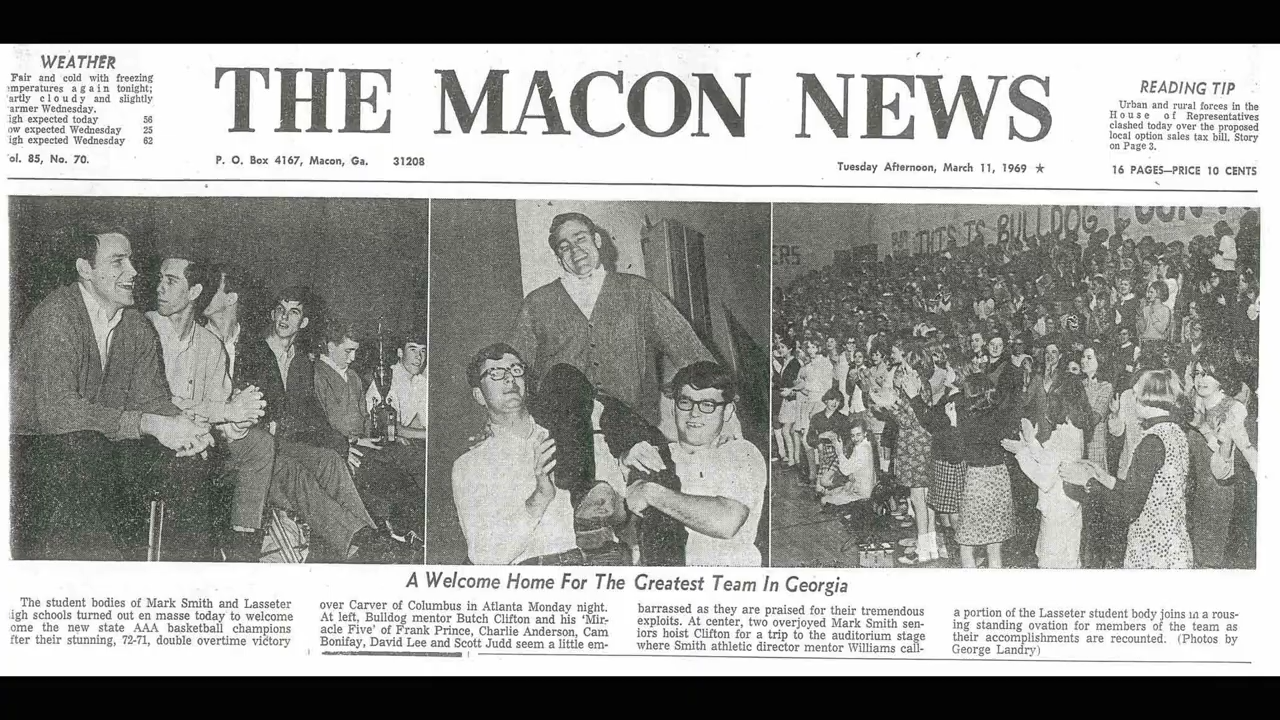 WEATHER
Fair and cold with freezing
emperatures again tonight;
artly cloudy and slightly
armer Wednesday.
igh expected today 56
ow expected Wednesday 25
igh expected Wednesday 62
ol. 85, No. 70.
THE MACON NEWS
P. O. Box 4167, Macon, Ga. 31208
Tuesday Afternoon, March 11, 1969 ★
READING TIP
Urban and rural forces in the
House of Representatives
clashed today over the proposed
local option sales tax bill. Story
on Page 3.
16 PAGES—PRICE 10 CENTS
ERS
THIS IS BULLDOG
A Welcome Home For The Greatest Team In Georgia
The student bodies of Mark Smith and Lasseter
igh schools turned out en masse today to welcome
ome the new state AAA basketball champions
fter their stunning, 72-71, double overtime victory
over Carver of Columbus in Atlanta Monday night.
At left, Bulldog mentor Butch Clifton and his 'Mir-
acle Five' of Frank Prince, Charlie Anderson, Cam
Bonifay, David Lee and Scott Judd seem a little em-
barrassed as they are praised for their tremendous
exploits. At center, two overjoyed Mark Smith sen-
iors hoist Clifton for a trip to the auditorium stage
where Smith athletic director mentor Williams call-
a portion of the Lasseter student body joins in a rous-
ing standing ovation for members of the team as
their accomplishments are recounted. (Photos by
George Landry)